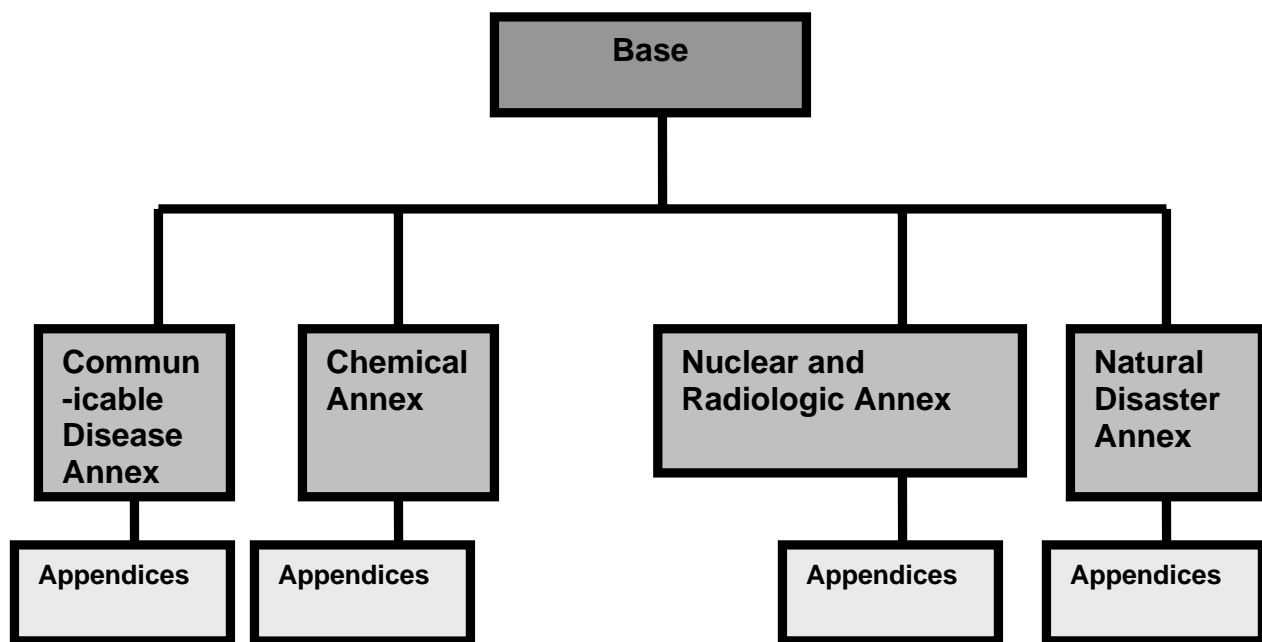 Base
Commun
-icable
Disease
Annex
Chemical
Annex
Nuclear and
Radiologic Annex
Natural
Disaster
Annex
Appendices
Appendices
Appendices
Appendices